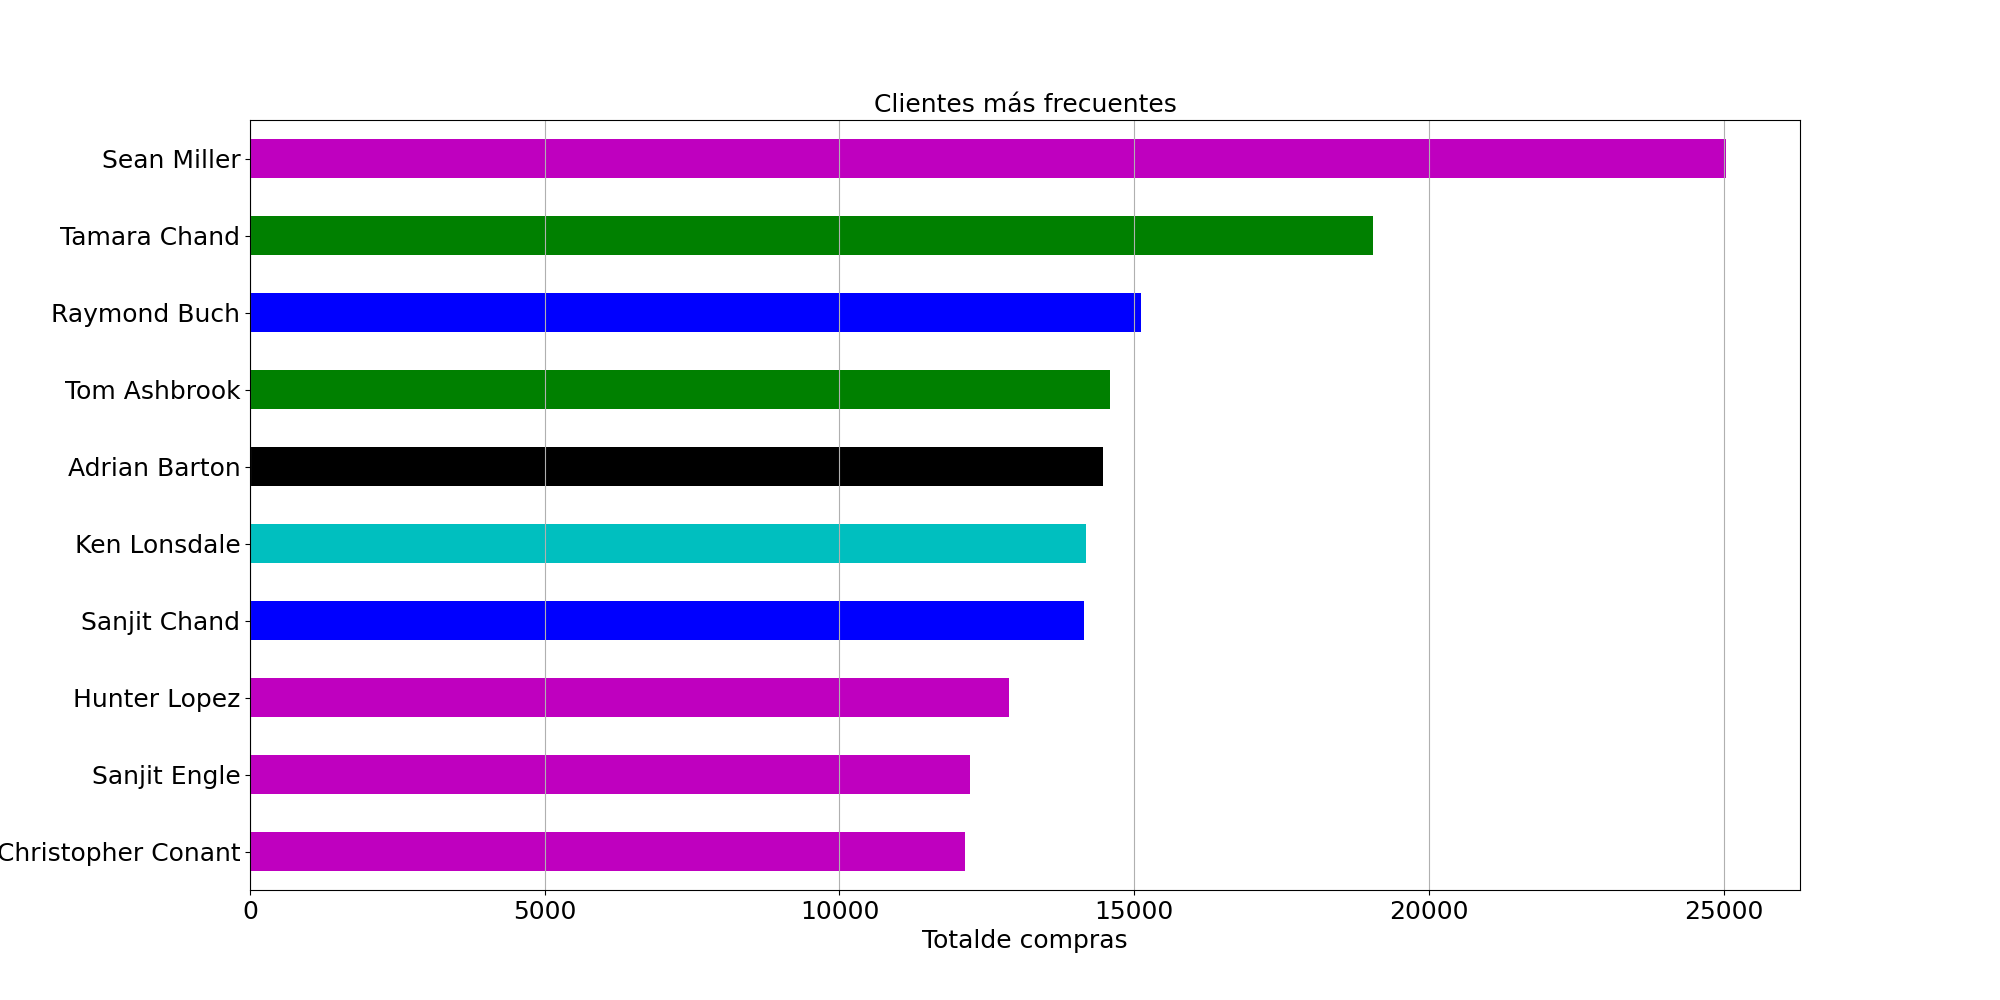 Clientes más frecuentes
Sean Miller
Tamara Chand
Raymond Buch
Tom Ashbrook
Adrian Barton
Ken Lonsdale
Sanjit Chand
Hunter Lopez
Sanjit Engle
Christopher Conant
0 5000 10000 15000 20000 25000
Totalde compras